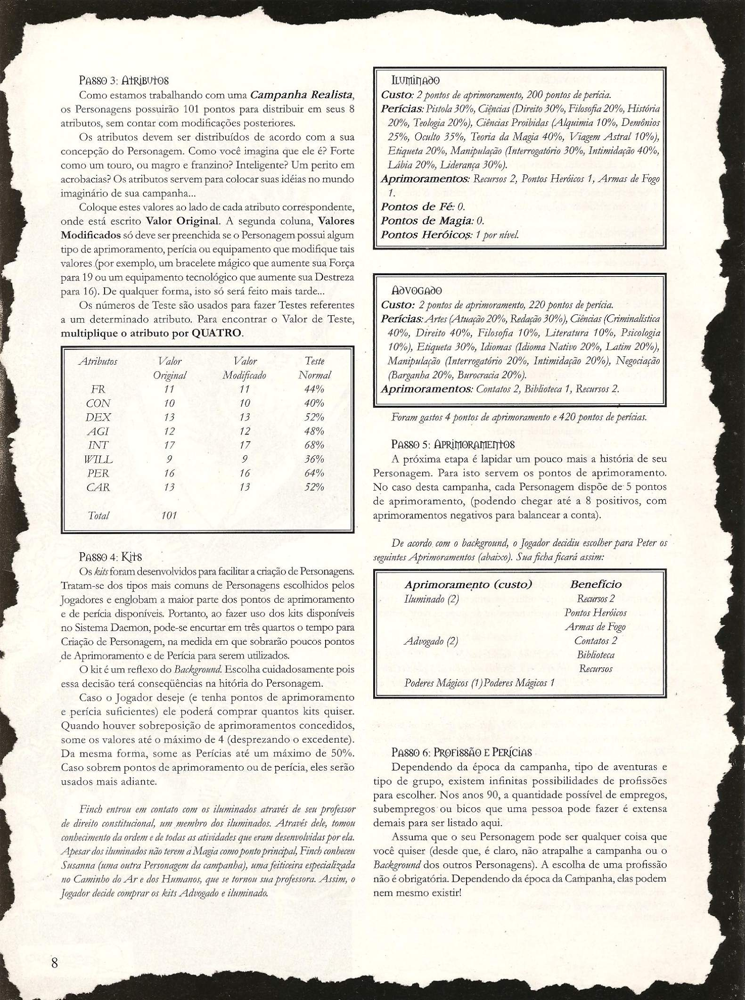 Passo 3: Atributos
Como estamos trabalhando com uma Campanha Realista,
os Personagens possuirão 101 pontos para distribuir em seus 8
atributos, sem contar com modificações posteriores.
Os atributos devem ser distribuídos de acordo com a sua
concepção do Personagem. Como você imagina que ele é? Forte
como um touro, ou magro e franzino? Inteligente? Um perito em
acrobacias? Os atributos servem para colocar suas idéias no mundo
imaginário de sua campanha...
Coloque estes valores ao lado de cada atributo correspondente,
onde está escrito Valor Original. A segunda coluna, Valores
Modificados só deve ser preenchida se o Personagem possui algum
tipo de aprimoramento, perícia ou equipamento que modifique tais
valores (por exemplo, um bracelete mágico que aumente sua Força
para 19 ou um equipamento tecnológico que aumente sua Destreza
para 16). De qualquer forma, isto só será feito mais tarde...
Os números de Teste são usados para fazer Testes referentes
a um determinado atributo. Para encontrar o Valor de Teste,
multiplique o atributo por QUATRO.
Atributos Valor Valor Teste
Original Modificado Normal
FR 11 11 44%
CON 10 10 40%
DEX 13 13 52%
AGI 12 12 48%
INT 17 17 68%
WILL 9 9 36%
PER 16 16 64%
CAR 13 13 52%
Total 101
Passo 4: Kits
Os kits foram desenvolvidos para facilitar a criação de Personagens.
Tratam-se dos tipos mais comuns de Personagens escolhidos pelos
Jogadores e englobam a maior parte dos pontos de aprimoramento
e de perícia disponíveis. Portanto, ao fazer uso dos kits disponíveis
no Sistema Daemon, pode-se encurtar em três quartos o tempo para
Criação de Personagem, na medida em que sobrarão poucos pontos
de Aprimoramento e de Perícia para serem utilizados.
O kit é um reflexo do Background. Escolha cuidadosamente pois
essa decisão terá conseqüências na hitória do Personagem.
Caso o Jogador deseje (e tenha pontos de aprimoramento
e perícia suficientes) ele poderá comprar quantos kits quiser.
Quando houver sobreposição de aprimoramentos concedidos,
some os valores até o máximo de 4 (desprezando o excedente).
Da mesma forma, some as Perícias até um máximo de 50%.
Caso sobrem pontos de aprimoramento ou de perícia, eles serão
usados mais adiante.
Finch entrou em contato com os iluminados através de seu professor
de direito constitucional, um membro dos iluminados. Através dele, tomou
conhecimento da ordem e de todas as atividades que eram desenvolvidas por ela.
Apesar dos iluminados não terem a Magia como ponto principal, Finch conheceu
Susanna (uma outra Personagem da campanha), uma feiticeira especializada
no Caminho do Ar e dos Humanos, que se tornou sua professora. Assim, o
Jogador decide comprar os kits Advogado e iluminado.
8
Iluminado
Custo: 2 pontos de aprimoramento, 200 pontos de perícia.
Perícias: Pistola 30%, Ciências (Direito 30%, Filosofia 20%, História
20%, Teologia 20%), Ciências Proibidas (Alquimia 10%, Demônios
25%, Oculto 35%, Teoria da Magia 40%, Viagem Astral 10%),
Etiqueta 20%, Manipulação (Interrogatório 30%, Intimidação 40%,
Lábia 20%, Liderança 30%).
Aprimoramentos: Recursos 2, Pontos Heróicos 1, Armas de Fogo
1.
Pontos de Fé: 0.
Pontos de Magia: 0.
Pontos Heróicos: 1 por nível.
Advogado
Custo: 2 pontos de aprimoramento, 220 pontos de perícia.
Perícias: Artes (Atuação 20%, Redação 30%), Ciências (Criminalística
40%, Direito 40%, Filosofia 10%, Literatura 10%, Psicologia
10%), Etiqueta 30%, Idiomas (Idioma Nativo 20%, Latim 20%),
Manipulação (Interrogatório 20%, Intimidação 20%), Negociação
(Barganha 20%, Burocracia 20%).
Aprimoramentos: Contatos 2, Biblioteca 1, Recursos 2.
Foram gastos 4 pontos de aprimoramento e 420 pontos de perícias.
Passo 5: Aprimoramentos
A próxima etapa é lapidar um pouco mais a história de seu
Personagem. Para isto servem os pontos de aprimoramento.
No caso desta campanha, cada Personagem dispõe de 5 pontos
de aprimoramento, (podendo chegar até a 8 positivos, com
aprimoramentos negativos para balancear a conta).
De acordo com o background, o Jogador decidiu escolher para Peter os
seguintes Aprimoramentos (abaixo). Sua ficha ficará assim:
Aprimoramento (custo) Benefício
Iluminado (2) Recursos 2
Pontos Heróicos
Armas de Fogo
Advogado (2) Contatos 2
Biblioteca
Recursos
Poderes Mágicos (1)Poderes Mágicos 1
Passo 6: Profissão e Perícias
Dependendo da época da campanha, tipo de aventuras e
tipo de grupo, existem infinitas possibilidades de profissões
para escolher. Nos anos 90, a quantidade possível de empregos,
subempregos ou bicos que uma pessoa pode fazer é extensa
demais para ser listado aqui.
Assuma que o seu Personagem pode ser qualquer coisa que
você quiser (desde que, é claro, não atrapalhe a campanha ou o
Background dos outros Personagens). A escolha de uma profissão
não é obrigatória. Dependendo da época da Campanha, elas podem
nem mesmo existir!